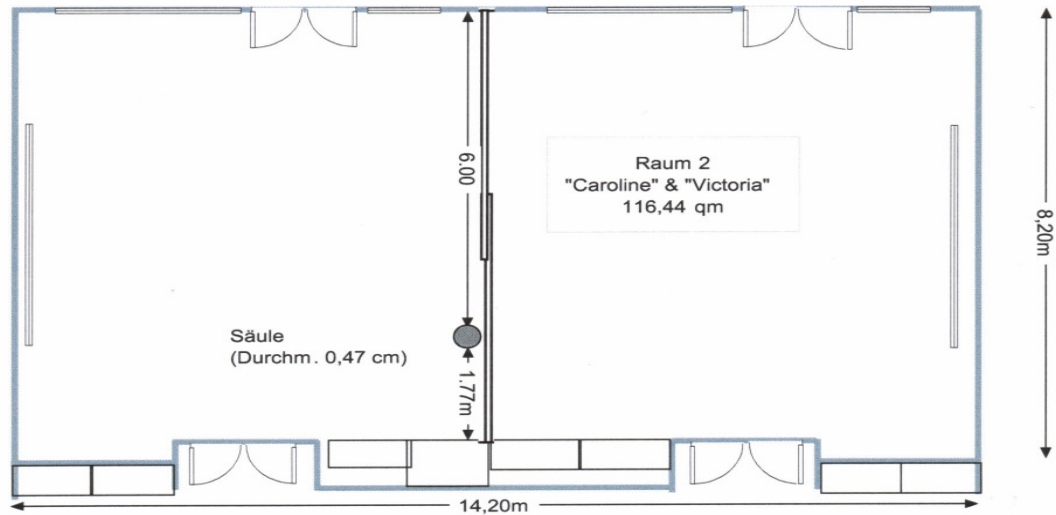 6.00
Raum 2
"Caroline" & "Victoria"
116,44 qm
8,20m
Säule
(Durchm. 0,47 cm)
1.77m
14,20m